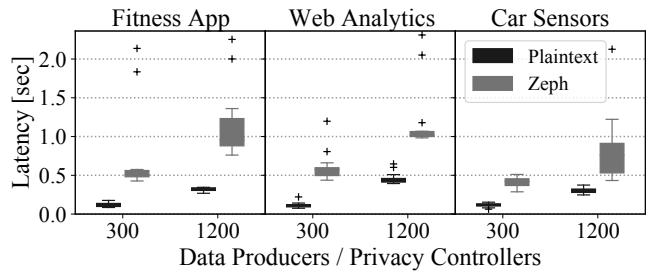 Fitness App Web Analytics Car Sensors
Latency [sec]
2.0
1.5
1.0
0.5
0.0
Plaintext
Zeph
300 1200 300 1200 300 1200
Data Producers / Privacy Controllers